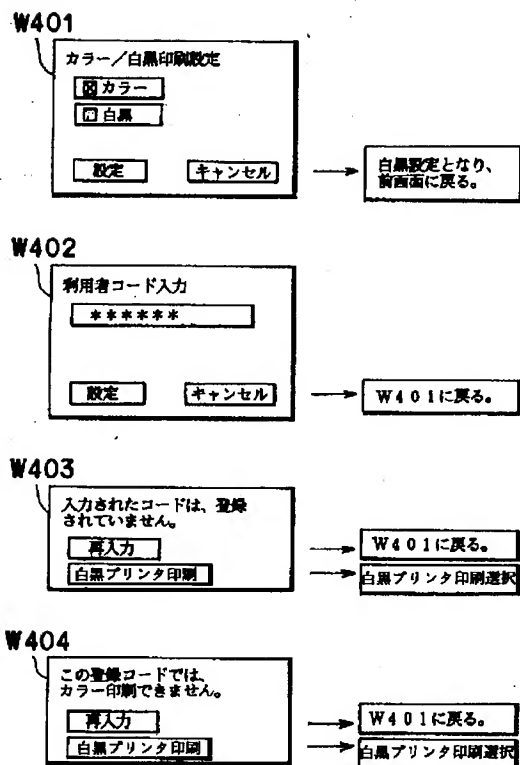 W401
カラー／白黒印刷設定
カラー
白黒
設定 キャンセル
白黒設定となり、
前画面に戻る。
W402
利用者コード入力
******
設定 キャンセル
W401に戻る。
W403
入力されたコードは、登録
されていません。
再入力
W401に戻る。
白黒プリンタ印刷
白黒プリンタ印刷選択
W404
この登録コードでは、
カラー印刷できません。
再入力
W401に戻る。
白黒プリンタ印刷
白黒プリンタ印刷選択